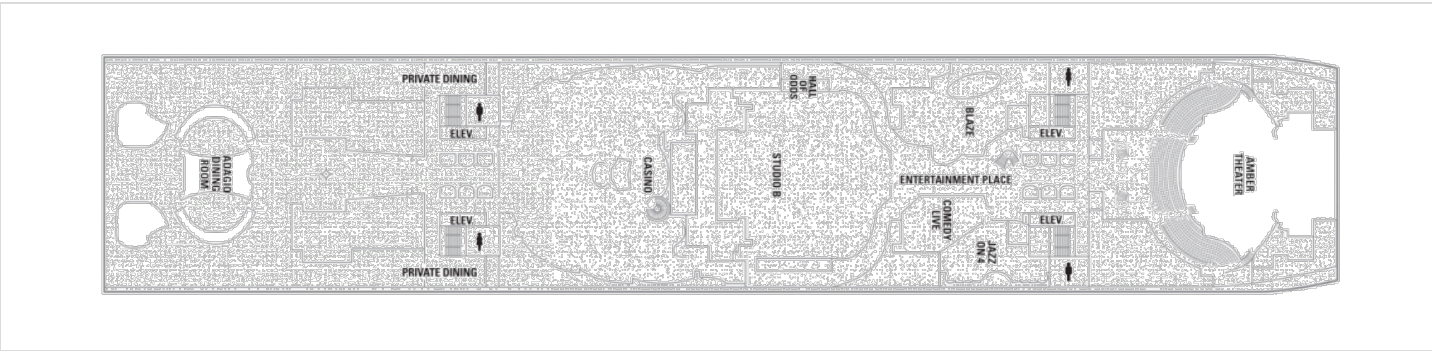 PRIVATE DINING
HALL
OF
ODDS
BLAZE
ELEV.
ELEV.
ADAGIO
DINING
ROOM
CASINO
STUDIO B
AMBER
THEATER
ENTERTAINMENT PLACE
ELEV.
COMEDY
LIVE
ELEV.
JAZZ
ON 4
PRIVATE DINING